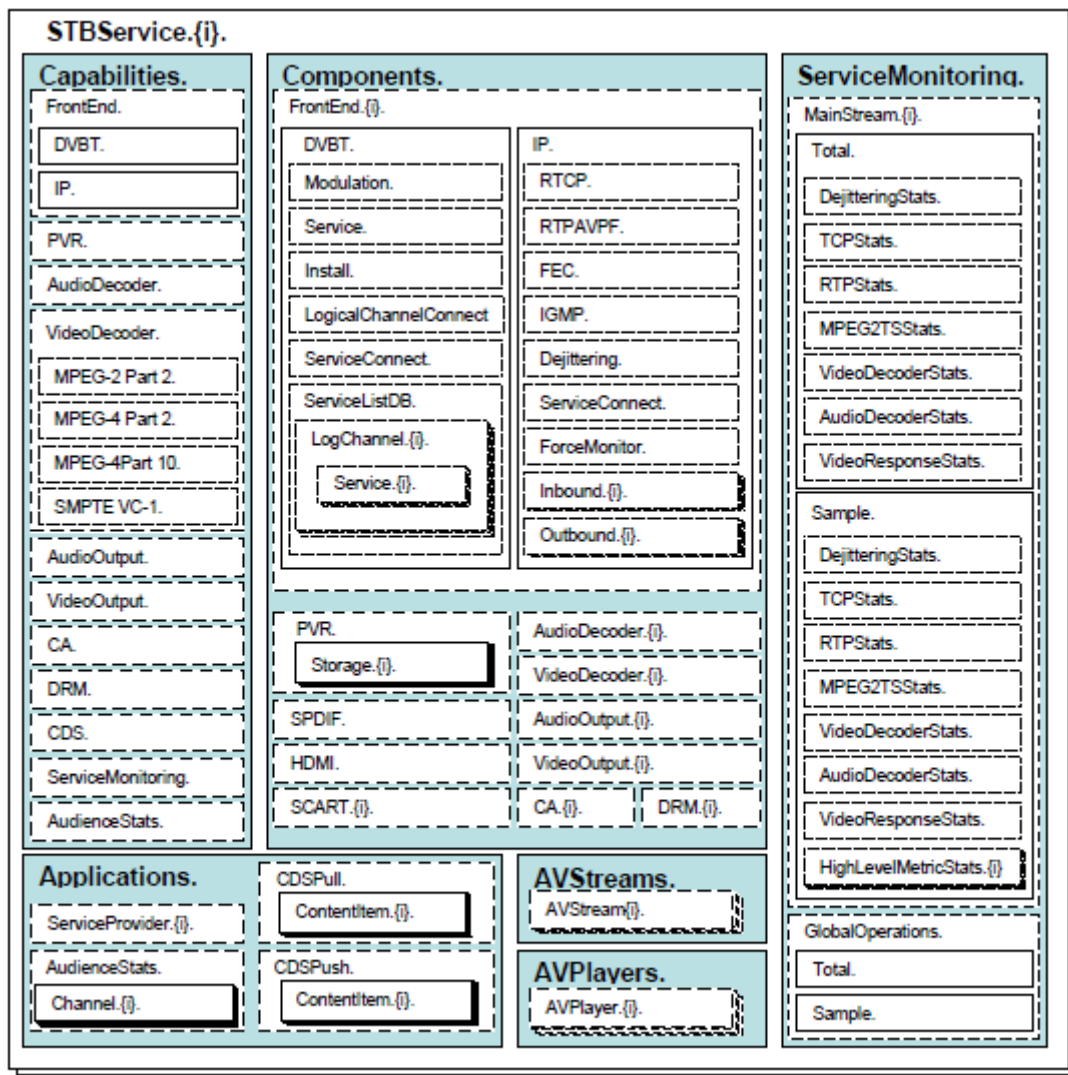 STBService.{i}.
Capabilities.
FrontEnd.
DVBT.
IP.
PVR.
AudioDecoder.
VideoDecoder.
MPEG-2 Part 2.
MPEG-4 Part 2.
MPEG-4Part 10.
SMPTE VC-1.
AudioOutput.
VideoOutput.
CA.
DRM.
CDS.
ServiceMonitoring.
AudienceStats.
Components.
FrontEnd.{i}.
DVBT.
Modulation.
Service.
Install.
LogicalChannelConnect
ServiceConnect.
ServiceListDB.
LogChannel.{i}.
Service.{i}.
IP.
RTCP.
RTPAVPF.
FEC.
IGMP.
Dejittering.
ServiceConnect.
ForceMonitor.
Inbound.{i}.
Outbound.{i}.
PVR.
Storage.{i}.
SPDIF.
HDMI.
SCART.{i}.
AudioDecoder.{i}.
VideoDecoder.{i}.
AudioOutput.{i}.
VideoOutput.{i}.
CA.{i}.
DRM.{i}.
ServiceMonitoring.
MainStream.{i}.
Total.
DejitteringStats.
TCPStats.
RTPStats.
MPEG2TSStats.
VideoDecoderStats.
AudioDecoderStats.
VideoResponseStats.
Sample.
DejitteringStats.
TCPStats.
RTPStats.
MPEG2TSStats.
VideoDecoderStats.
AudioDecoderStats.
VideoResponseStats.
HighLevelMetricStats.{i}
GlobalOperations.
Total.
Sample.
Applications.
ServiceProvider.{i}.
AudienceStats.
Channel.{i}.
CDSPull.
ContentItem.{i}.
CDSPush.
ContentItem.{i}.
AVStreams.
AVStream{i}.
AVPlayers.
AVPlayer.{i}.